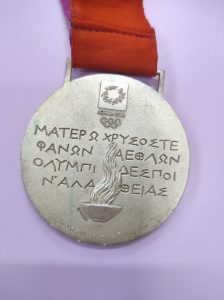 ΜΑΤΕΡ Ω ΧΡΥΣΟΣΤΕ
ΦΑΝΩΝ ΑΕΘΛΩΝ
ΟΛΥΜΠΙ ΔΕΣΠΟΙ
Ν' ΑΛΑ ΘΕΙΑΣ